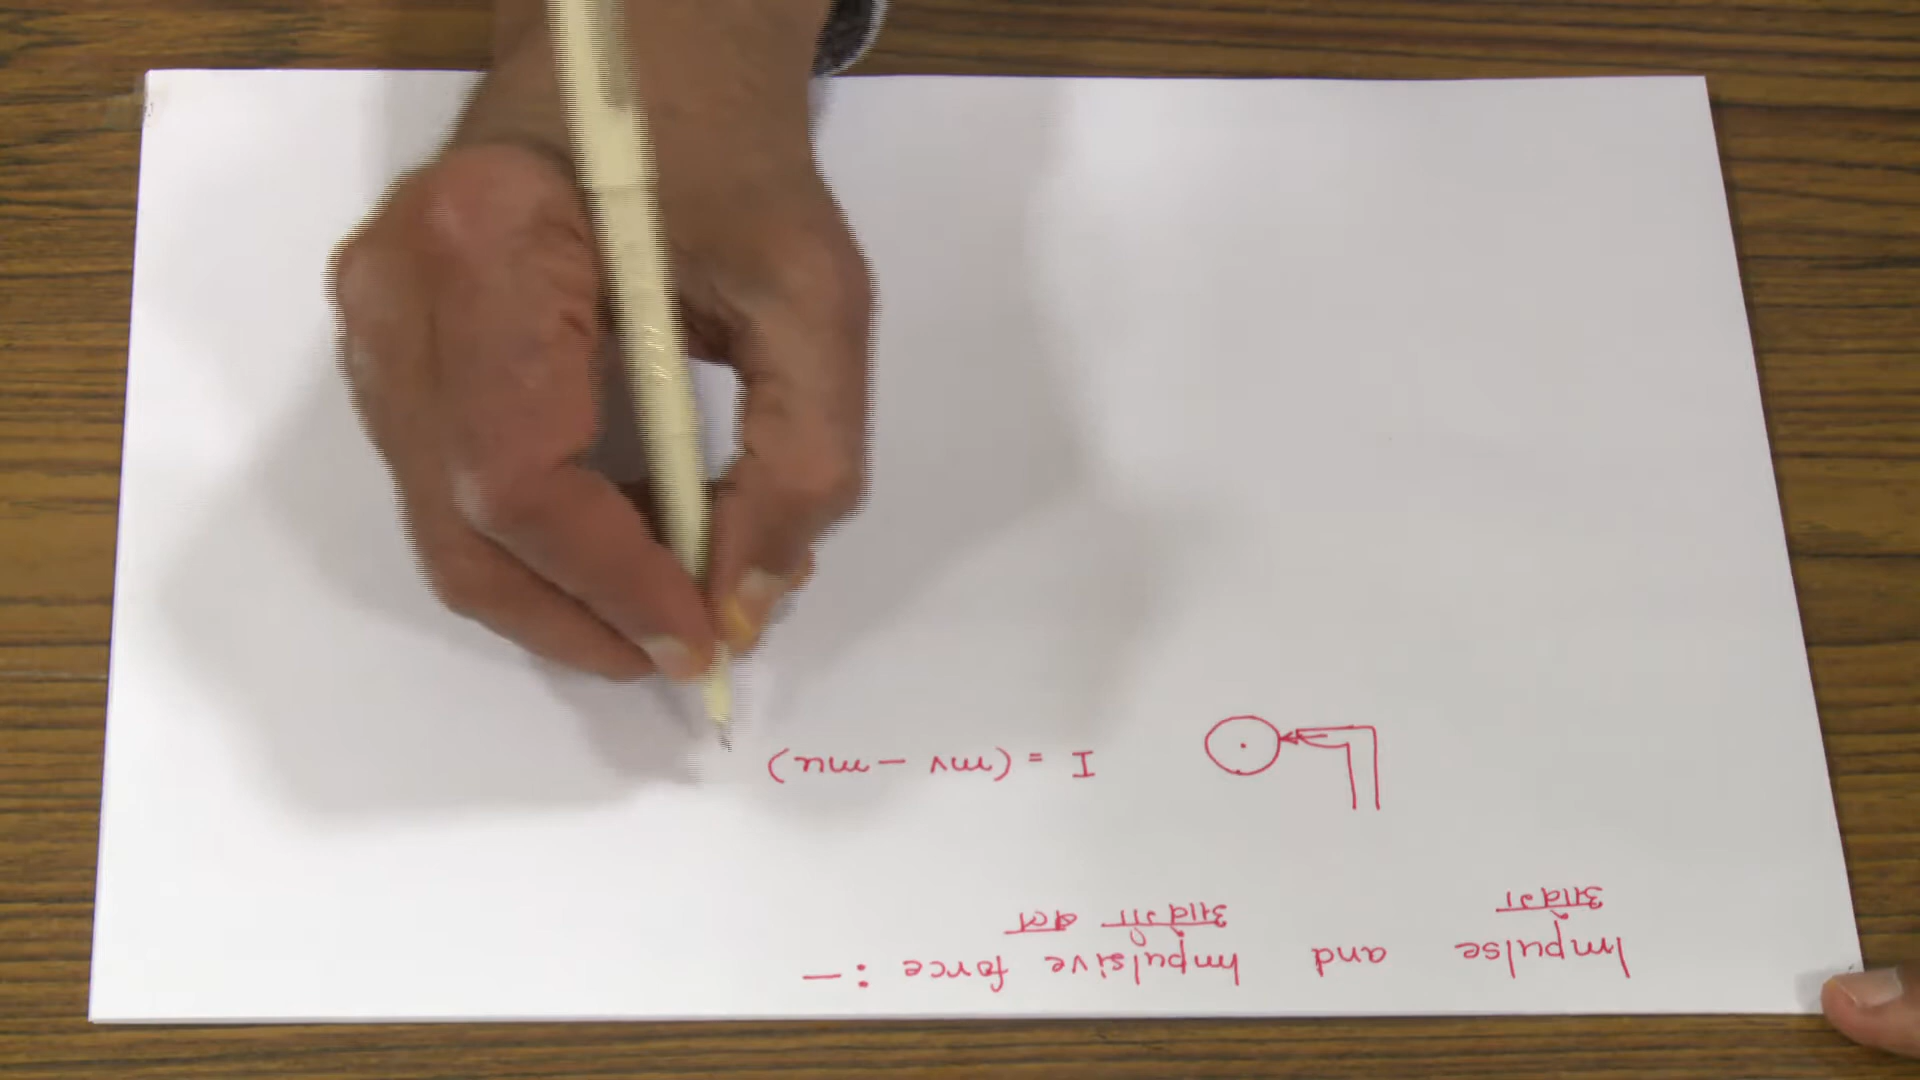 Impulse and Impulsive force :-
आवेग आवेगी बल
I = (mv - mu)